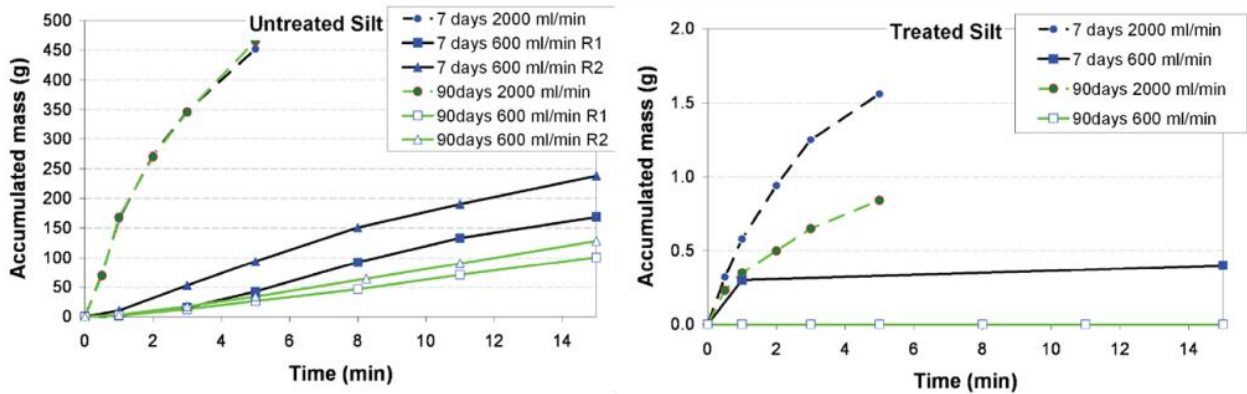 Untreated Silt
Accumulated mass (g)
500
450
400
350
300
250
200
150
100
50
0
0
2
4
6
8
10
12
14
Time (min)
7 days 2000 ml/min
7 days 600 ml/min R1
7 days 600 ml/min R2
90days 2000 ml/min
90days 600 ml/min R1
90days 600 ml/min R2
Treated Silt
Accumulated mass (g)
2.0
1.5
1.0
0.5
0.0
0
2
4
6
8
10
12
14
Time (min)
7 days 2000 ml/min
7 days 600 ml/min
90days 2000 ml/min
90days 600 ml/min